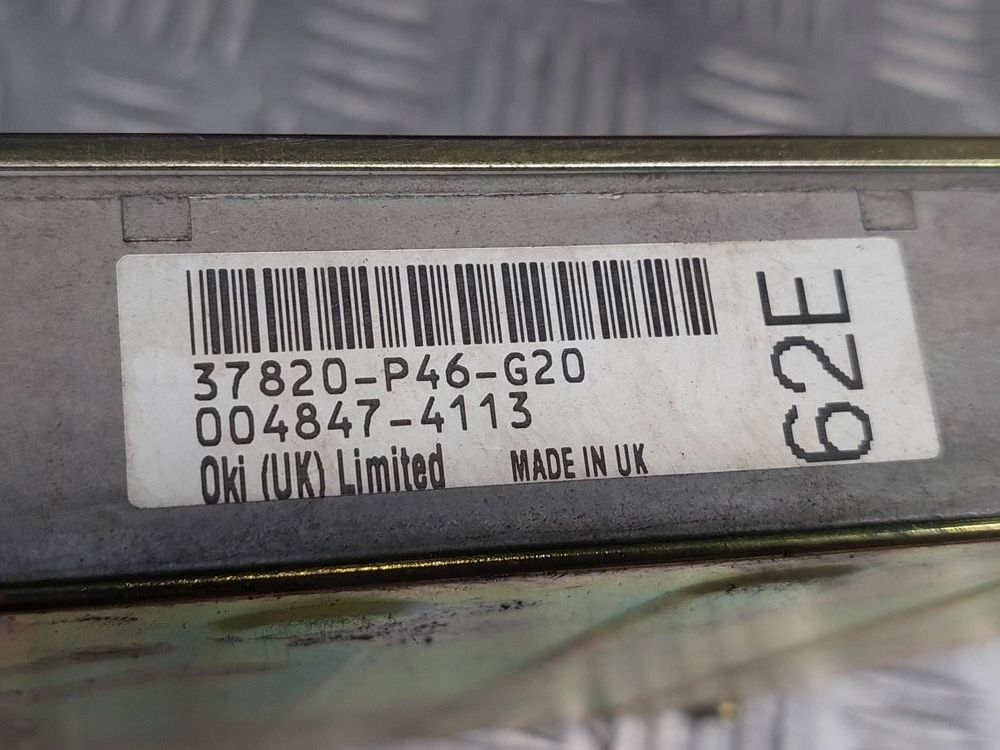 37820-P46-G20
004847-4113
Oki (UK) Limited MADE IN UK
62E